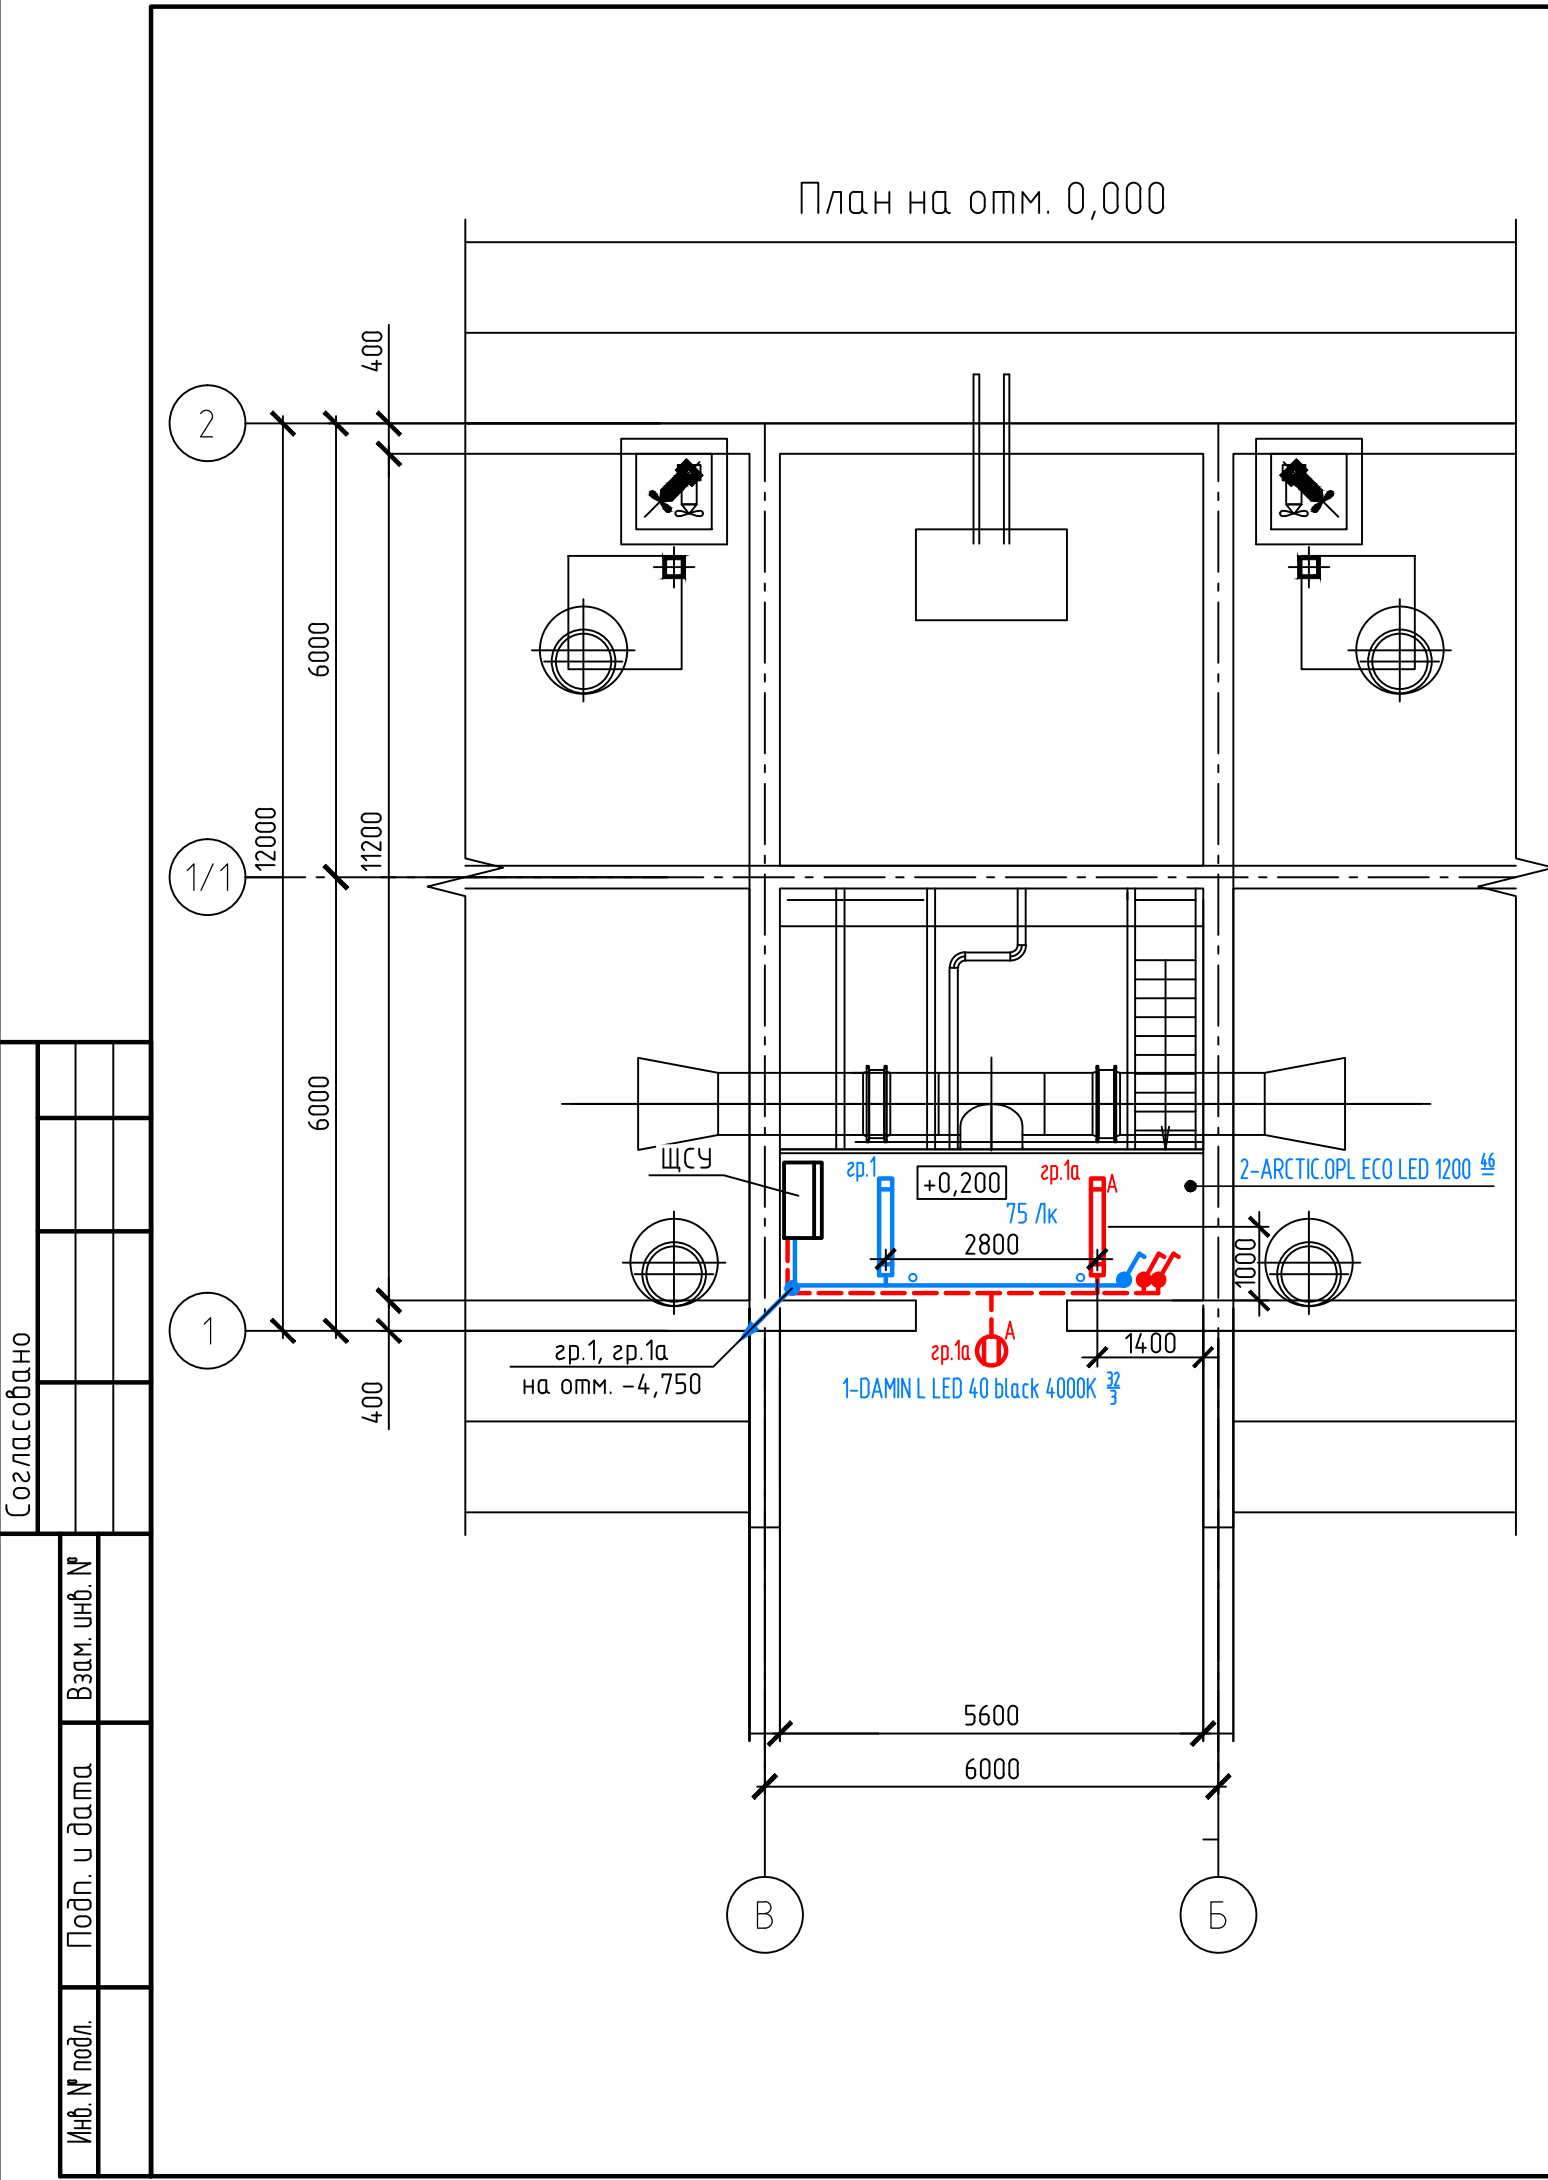 План на отм. 0,000
400
2
6000
12000
11200
1/1
6000
ЩСУ
гр.1
+0,200
гр.1а
А
2-ARCTIC.OPL ECO LED 1200 46
75 Лк
2800
1000
1
гр.1, гр.1а
на отм. -4,750
гр.1а
А
1400
1-DAMIN L LED 40 black 4000K 32/3
400
5600
6000
В
Б
Согласовано
Взам. инв. №
Подп. и дата
Инв. № подл.